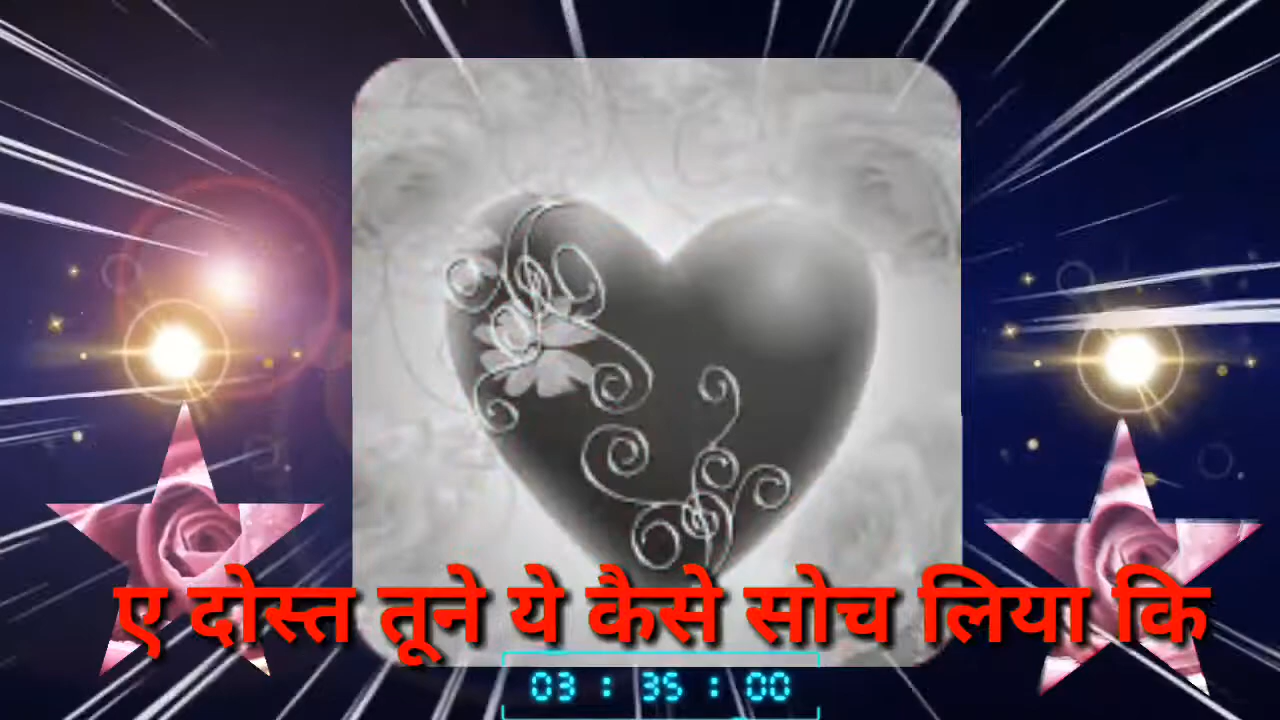 ए दोस्त तूने ये कैसे सोच लिया कि
03 : 35 : 00